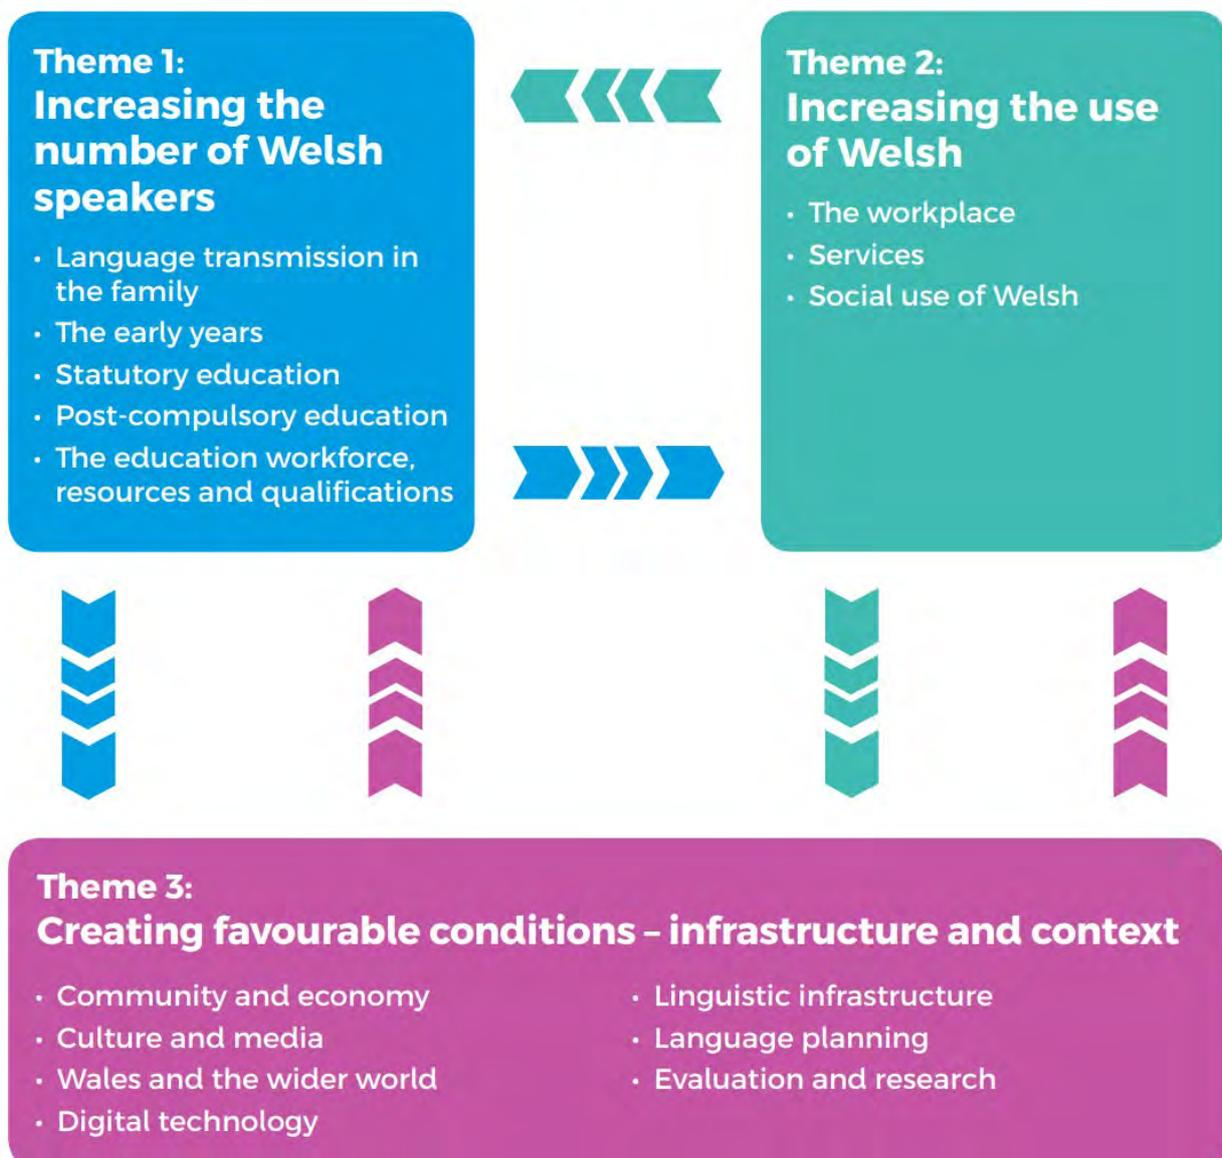 Theme 1:
Increasing the
number of Welsh
speakers
• Language transmission in
the family
• The early years
• Statutory education
• Post-compulsory education
• The education workforce,
resources and qualifications
Theme 2:
Increasing the use
of Welsh
• The workplace
• Services
• Social use of Welsh
Theme 3:
Creating favourable conditions – infrastructure and context
• Community and economy
• Culture and media
• Wales and the wider world
• Digital technology
• Linguistic infrastructure
• Language planning
• Evaluation and research